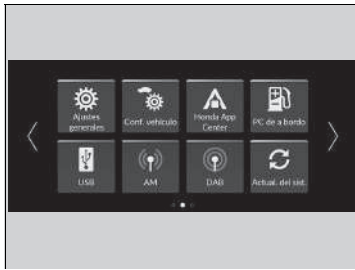 Ajustes
generales
Conf. vehículo
Honda App
Center
PC de a bordo
USB
AM
DAB
Actual. del sist.